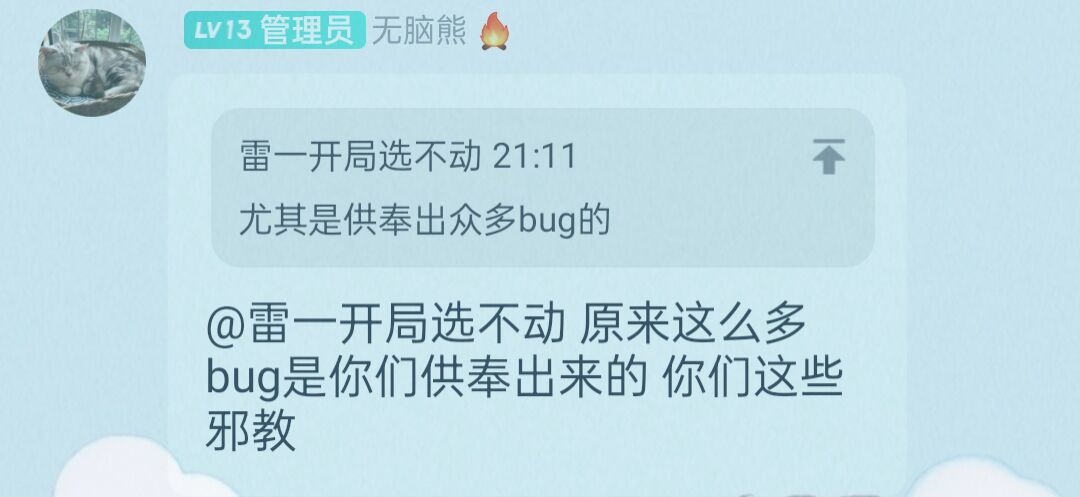 LV13 管理员 无脑熊🔥
雷一开局选不动 21:11
尤其是供奉出众多bug的
@雷一开局选不动 原来这么多
bug是你们供奉出来的 你们这些
邪教